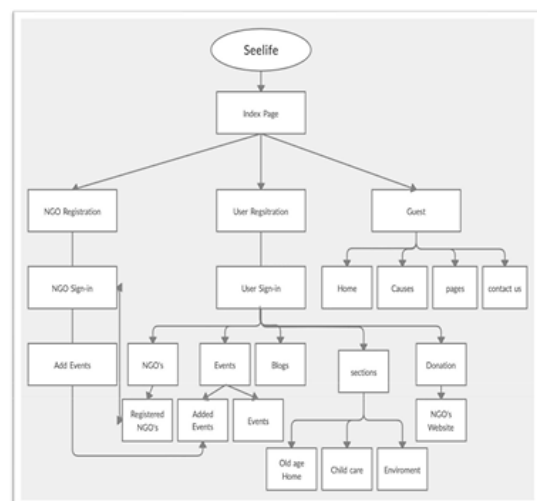 Seelife
Index Page
NGO Registration
User Regsitration
Guest
NGO Sign-in
User Sign-in
Home
Causes
pages
contact us
Add Events
NGO's
Events
Blogs
sections
Donation
Registered
NGO's
Added
Events
Events
NGO's
Website
Old age
Home
Child care
Enviroment